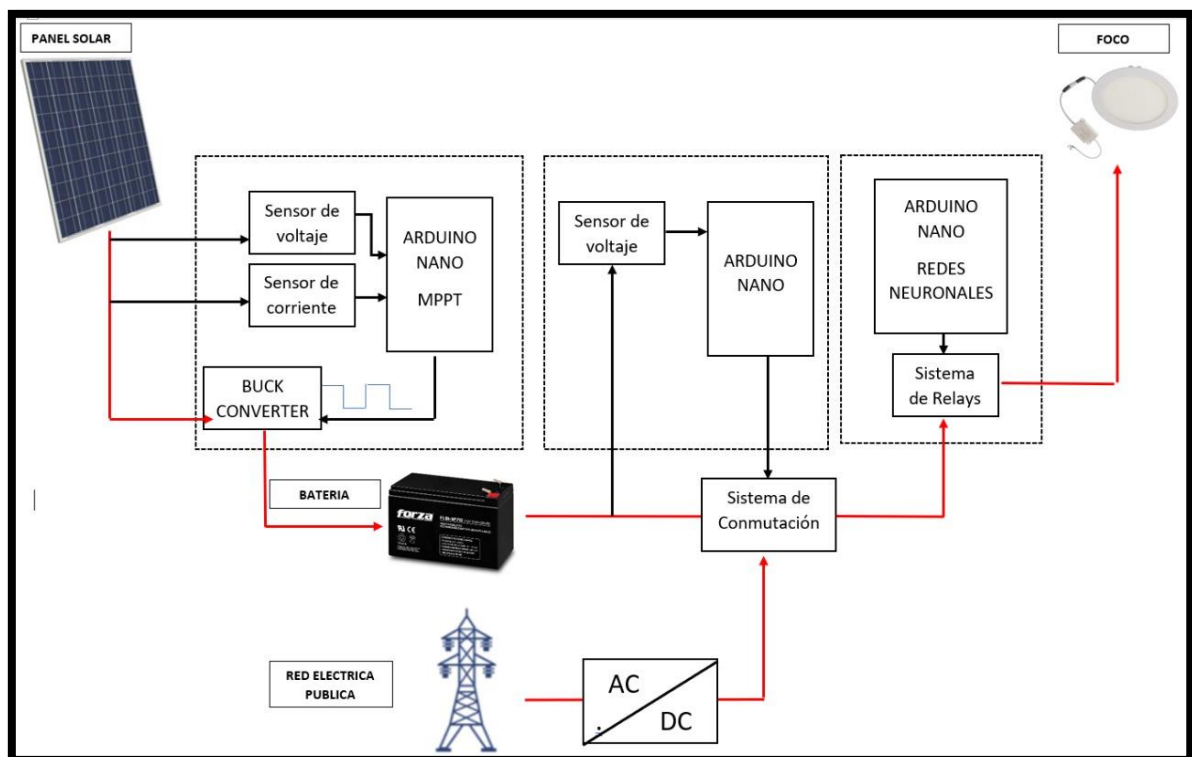 PANEL SOLAR
FOCO
Sensor de
voltaje
ARDUINO
NANO
MPPT
Sensor de
corriente
BUCK
CONVERTER
Sensor de
voltaje
ARDUINO
NANO
ARDUINO
NANO
REDES
NEURONALES
Sistema
de Relays
BATERIA
forza
Sistema de
Conmutación
RED ELECTRICA
PUBLICA
AC
DC